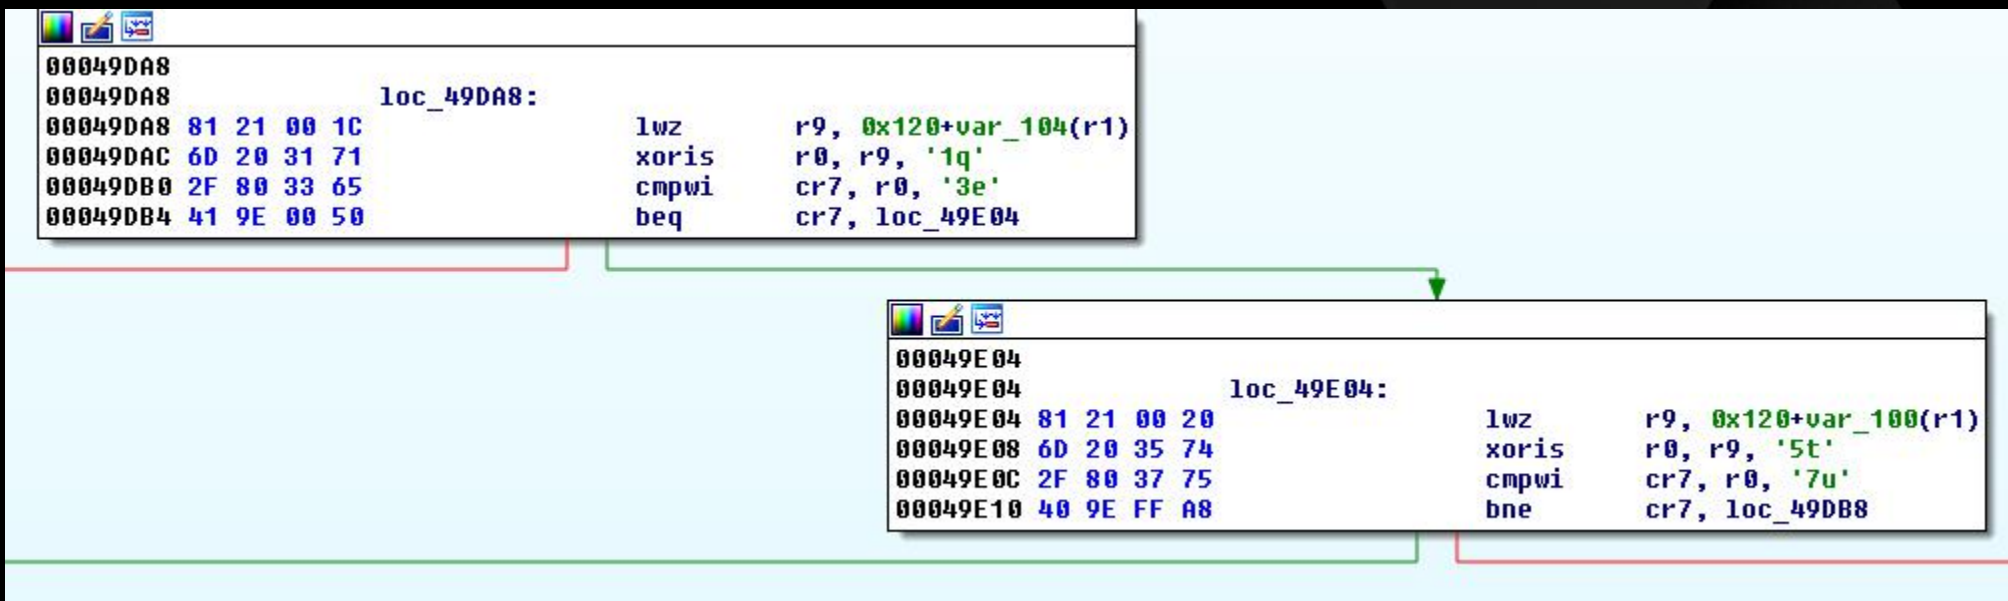 00049DA8
00049DA8 loc_49DA8:
00049DA8 81 21 00 1C lwz r9, 0x120+var_104(r1)
00049DAC 6D 20 31 71 xoris r0, r9, '1q'
00049DB0 2F 80 33 65 cmpwi cr7, r0, '3e'
00049DB4 41 9E 00 50 beq cr7, loc_49E04
00049E04
00049E04 loc_49E04:
00049E04 81 21 00 20 lwz r9, 0x120+var_100(r1)
00049E08 6D 20 35 74 xoris r0, r9, '5t'
00049E0C 2F 80 37 75 cmpwi cr7, r0, '7u'
00049E10 40 9E FF A8 bne cr7, loc_49DB8